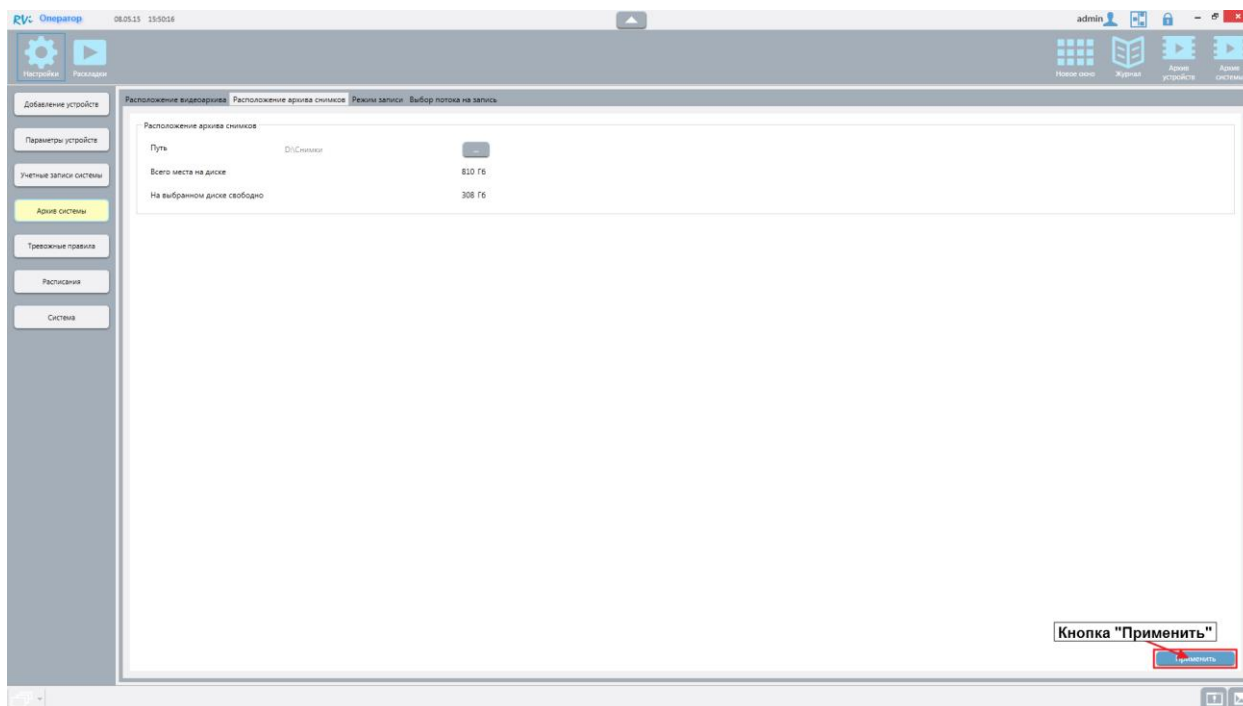 RVi Оператор 08.05.15 15:50:16 admin
Настройки Раскладки Новое окно Журнал Архив устройств Архив системы
Добавление устройств
Параметры устройств
Учетные записи системы
Архив системы
Тревожные правила
Расписания
Система
Расположение видеоархива Расположение архива снимков Режим записи Выбор потока на запись
Расположение архива снимков
Путь D:\Снимки ...
Всего места на диске 810 Гб
На выбранном диске свободно 308 Гб
Кнопка "Применить"
Применить